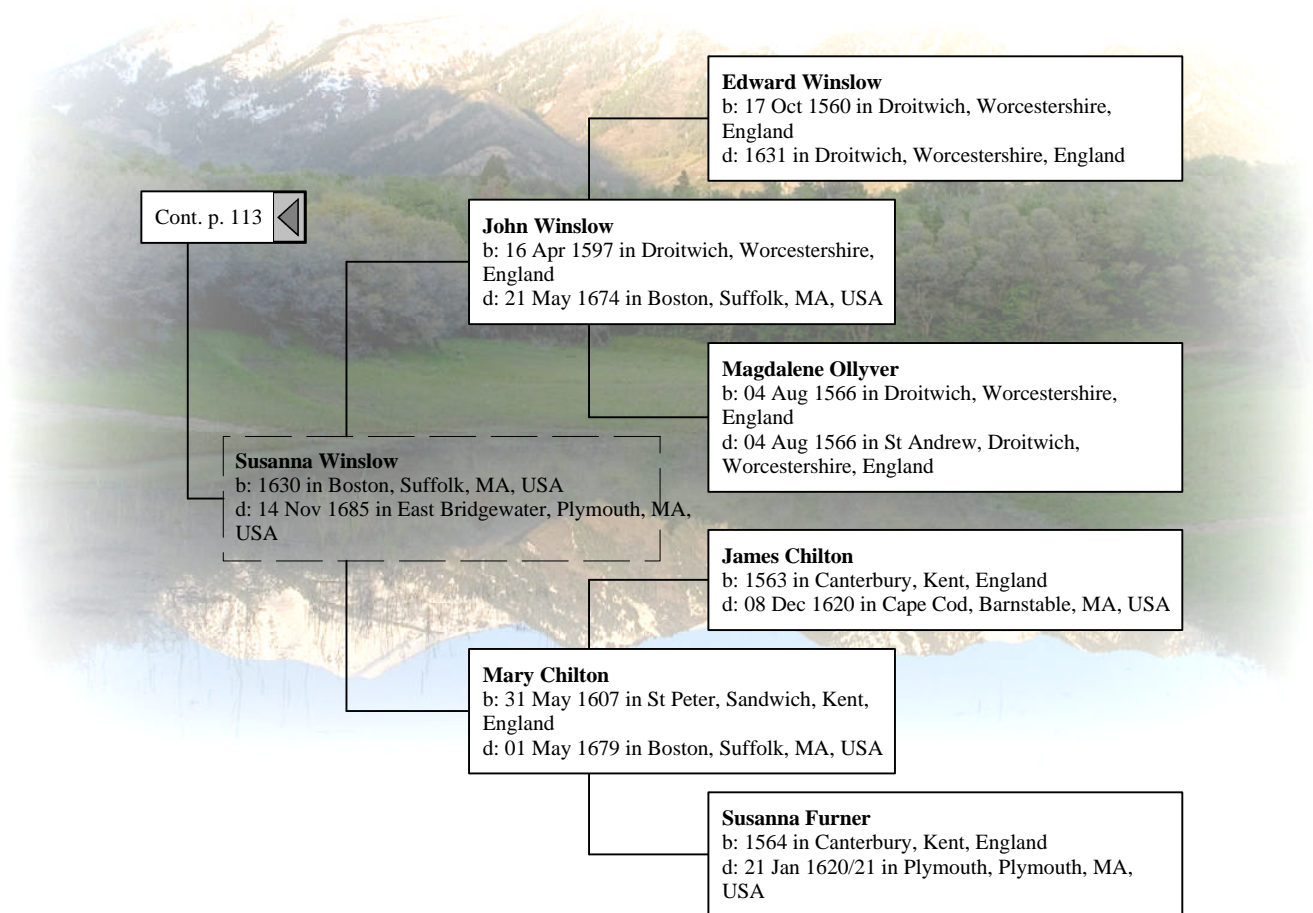 Edward Winslow
b: 17 Oct 1560 in Droitwich, Worcestershire,
England
d: 1631 in Droitwich, Worcestershire, England
Cont. p. 113
John Winslow
b: 16 Apr 1597 in Droitwich, Worcestershire,
England
d: 21 May 1674 in Boston, Suffolk, MA, USA
Magdalene Ollyver
b: 04 Aug 1566 in Droitwich, Worcestershire,
England
d: 04 Aug 1566 in St Andrew, Droitwich,
Worcestershire, England
Susanna Winslow
b: 1630 in Boston, Suffolk, MA, USA
d: 14 Nov 1685 in East Bridgewater, Plymouth, MA,
USA
James Chilton
b: 1563 in Canterbury, Kent, England
d: 08 Dec 1620 in Cape Cod, Barnstable, MA, USA
Mary Chilton
b: 31 May 1607 in St Peter, Sandwich, Kent,
England
d: 01 May 1679 in Boston, Suffolk, MA, USA
Susanna Furner
b: 1564 in Canterbury, Kent, England
d: 21 Jan 1620/21 in Plymouth, Plymouth, MA,
USA